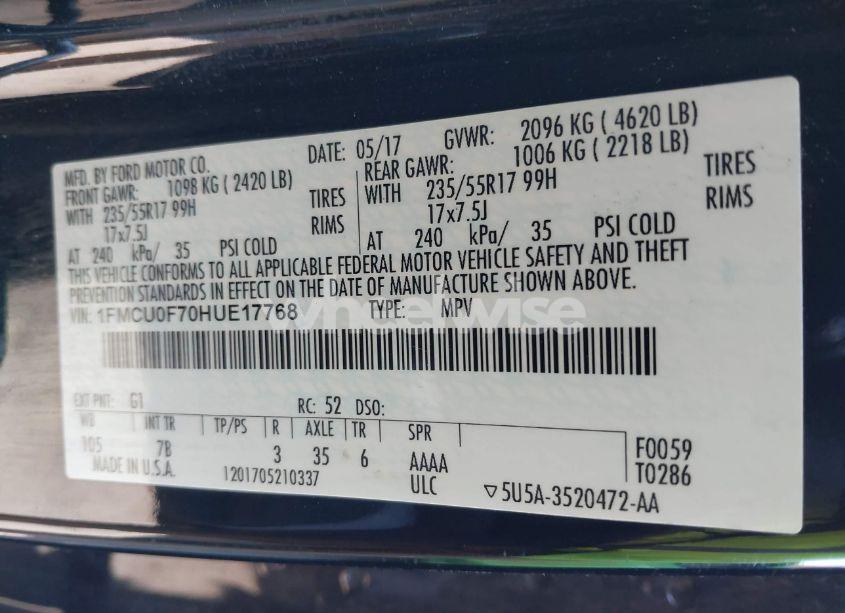 MFD. BY FORD MOTOR CO. DATE: 05/17 GVWR: 2096 KG ( 4620 LB)
FRONT GAWR: 1098 KG ( 2420 LB) REAR GAWR: 1006 KG ( 2218 LB)
WITH 235/55R17 99H TIRES WITH 235/55R17 99H TIRES
17x7.5J RIMS 17x7.5J RIMS
AT 240 kPa/ 35 PSI COLD AT 240 kPa/ 35 PSI COLD
THIS VEHICLE CONFORMS TO ALL APPLICABLE FEDERAL MOTOR VEHICLE SAFETY AND THEFT
PREVENTION STANDARDS IN EFFECT ON THE DATE OF MANUFACTURE SHOWN ABOVE.
VIN: 1FMCU0F70HUE17768 TYPE: MPV
wheelwise
EXT PNT: G1 RC: 52 DSO:
WB INT TR TP/PS R AXLE TR SPR
105 7B 3 35 6 AAAA F0059
MADE IN U.S.A. 1201705210337 ULC T0286
▽5U5A-3520472-AA